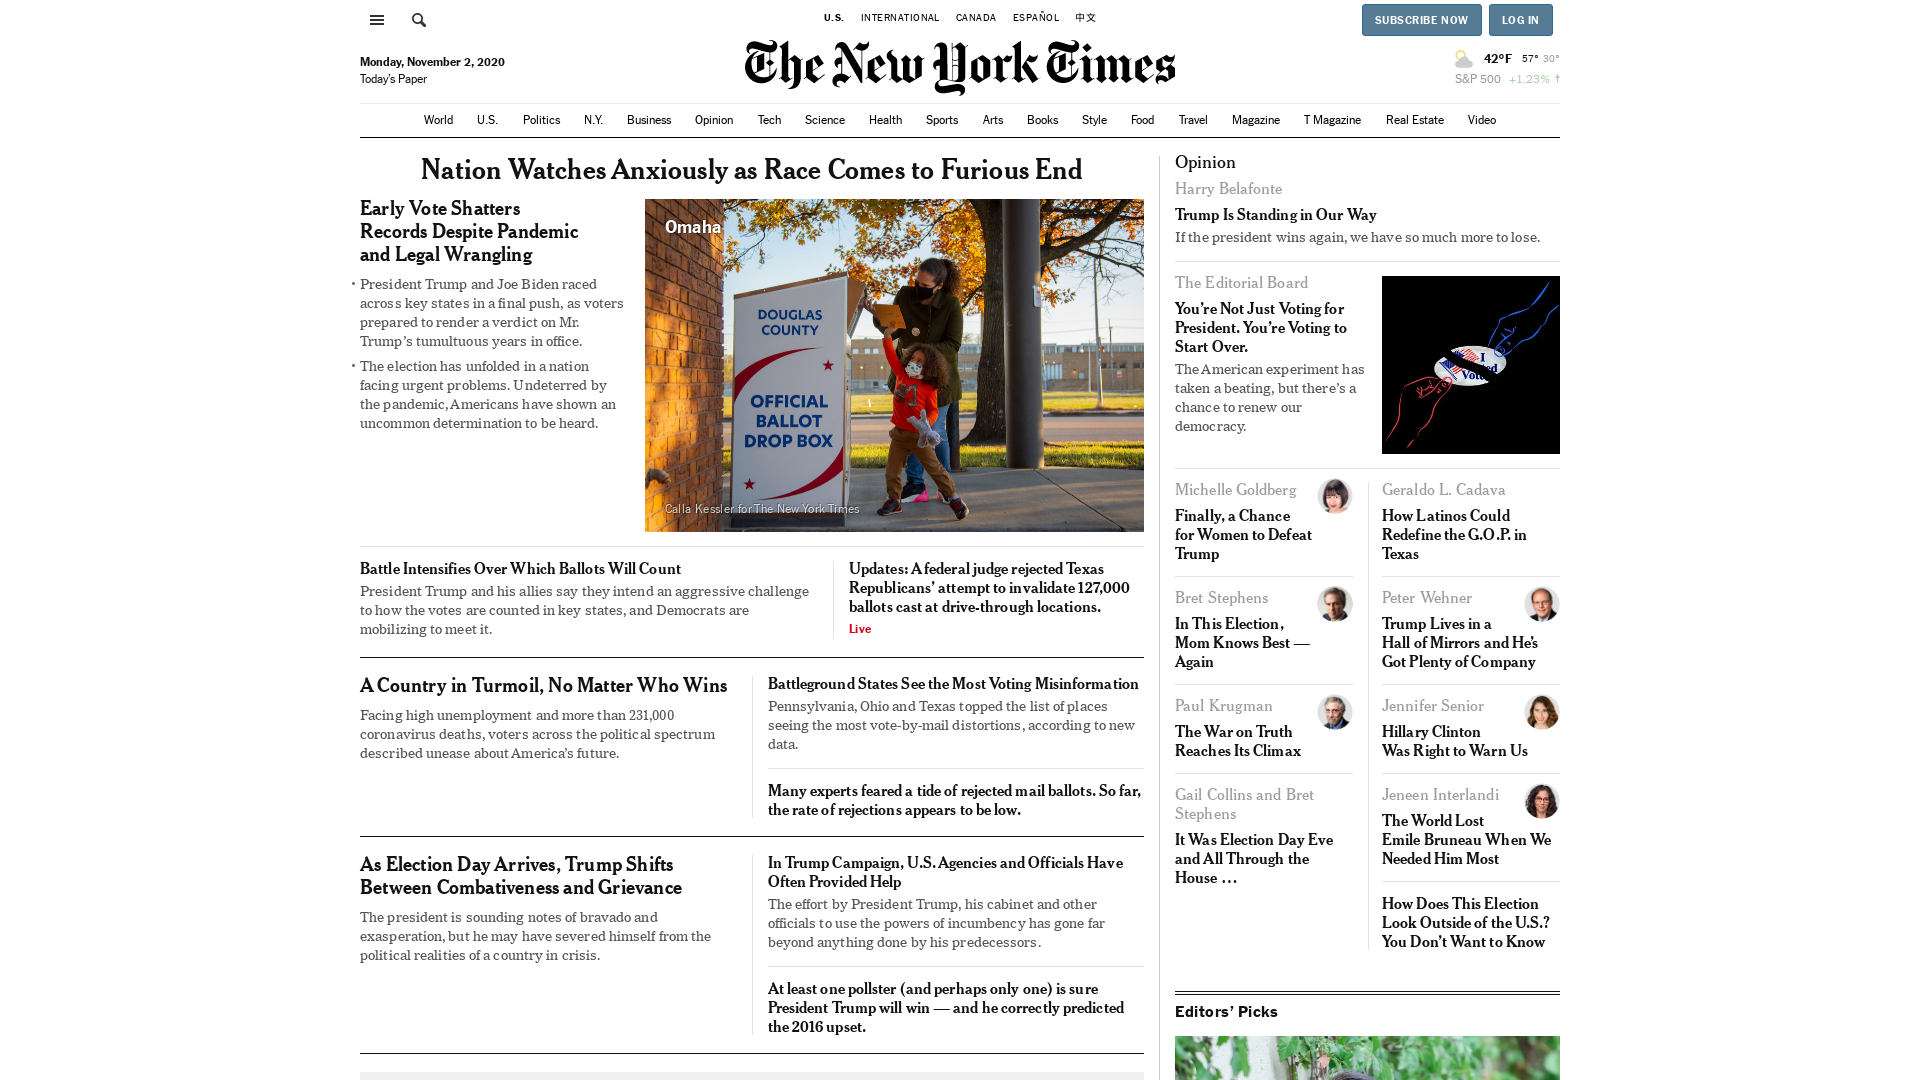 U.S. INTERNATIONAL CANADA ESPAÑOL 中文
SUBSCRIBE NOW
LOG IN
Monday, November 2, 2020
Today's Paper
The New York Times
42°F 57° 30°
S&P 500 +1.23% ↑
World U.S. Politics N.Y. Business Opinion Tech Science Health Sports Arts Books Style Food Travel Magazine T Magazine Real Estate Video
Nation Watches Anxiously as Race Comes to Furious End
Early Vote Shatters
Records Despite Pandemic
and Legal Wrangling
• President Trump and Joe Biden raced
across key states in a final push, as voters
prepared to render a verdict on Mr.
Trump's tumultuous years in office.
• The election has unfolded in a nation
facing urgent problems. Undeterred by
the pandemic, Americans have shown an
uncommon determination to be heard.
Omaha
DOUGLAS
COUNTY
OFFICIAL
BALLOT
DROP BOX
Calla Kessler for The New York Times
Battle Intensifies Over Which Ballots Will Count
President Trump and his allies say they intend an aggressive challenge
to how the votes are counted in key states, and Democrats are
mobilizing to meet it.
Updates: A federal judge rejected Texas
Republicans' attempt to invalidate 127,000
ballots cast at drive-through locations.
Live
A Country in Turmoil, No Matter Who Wins
Facing high unemployment and more than 231,000
coronavirus deaths, voters across the political spectrum
described unease about America's future.
Battleground States See the Most Voting Misinformation
Pennsylvania, Ohio and Texas topped the list of places
seeing the most vote-by-mail distortions, according to new
data.
Many experts feared a tide of rejected mail ballots. So far,
the rate of rejections appears to be low.
As Election Day Arrives, Trump Shifts
Between Combativeness and Grievance
The president is sounding notes of bravado and
exasperation, but he may have severed himself from the
political realities of a country in crisis.
In Trump Campaign, U.S. Agencies and Officials Have
Often Provided Help
The effort by President Trump, his cabinet and other
officials to use the powers of incumbency has gone far
beyond anything done by his predecessors.
At least one pollster (and perhaps only one) is sure
President Trump will win — and he correctly predicted
the 2016 upset.
Opinion
Harry Belafonte
Trump Is Standing in Our Way
If the president wins again, we have so much more to lose.
The Editorial Board
You're Not Just Voting for
President. You're Voting to
Start Over.
The American experiment has
taken a beating, but there's a
chance to renew our
democracy.
I
Voted
Michelle Goldberg
Finally, a Chance
for Women to Defeat
Trump
Geraldo L. Cadava
How Latinos Could
Redefine the G.O.P. in
Texas
Bret Stephens
In This Election,
Mom Knows Best —
Again
Peter Wehner
Trump Lives in a
Hall of Mirrors and He's
Got Plenty of Company
Paul Krugman
The War on Truth
Reaches Its Climax
Jennifer Senior
Hillary Clinton
Was Right to Warn Us
Gail Collins and Bret
Stephens
It Was Election Day Eve
and All Through the
House …
Jeneen Interlandi
The World Lost
Emile Bruneau When We
Needed Him Most
How Does This Election
Look Outside of the U.S.?
You Don't Want to Know
Editors' Picks